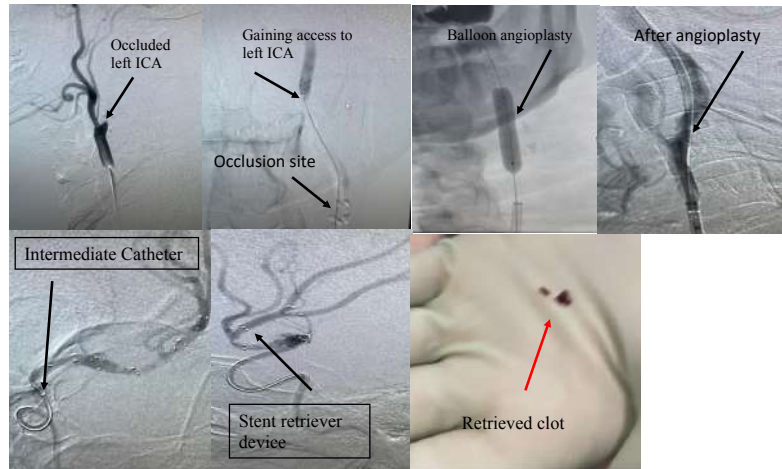 Occluded
left ICA
Gaining access to
left ICA
Occlusion site
Balloon angioplasty
After angioplasty
Intermediate Catheter
Stent retriever
device
Retrieved clot